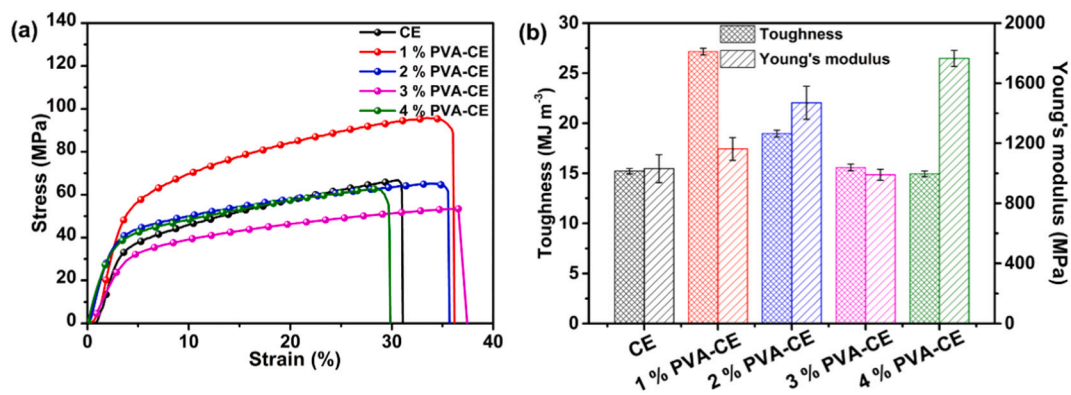 (a)
140
120
100
80
60
40
20
0
Stress (MPa)
0 10 20 30 40
Strain (%)
CE
1 % PVA-CE
2 % PVA-CE
3 % PVA-CE
4 % PVA-CE
(b)
30
25
20
15
10
5
0
Toughness (MJ m⁻³)
Toughness
Young's modulus
2000
1600
1200
800
400
0
Young's modulus (MPa)
CE
1 % PVA-CE
2 % PVA-CE
3 % PVA-CE
4 % PVA-CE